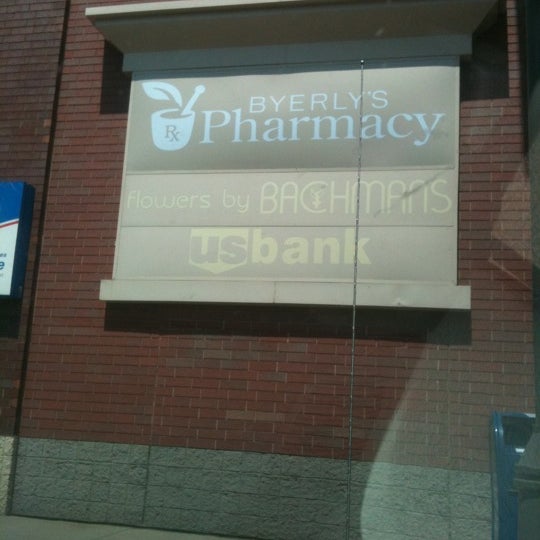 BYERLY'S
Pharmacy
Rx
flowers by BACHMANS
usbank